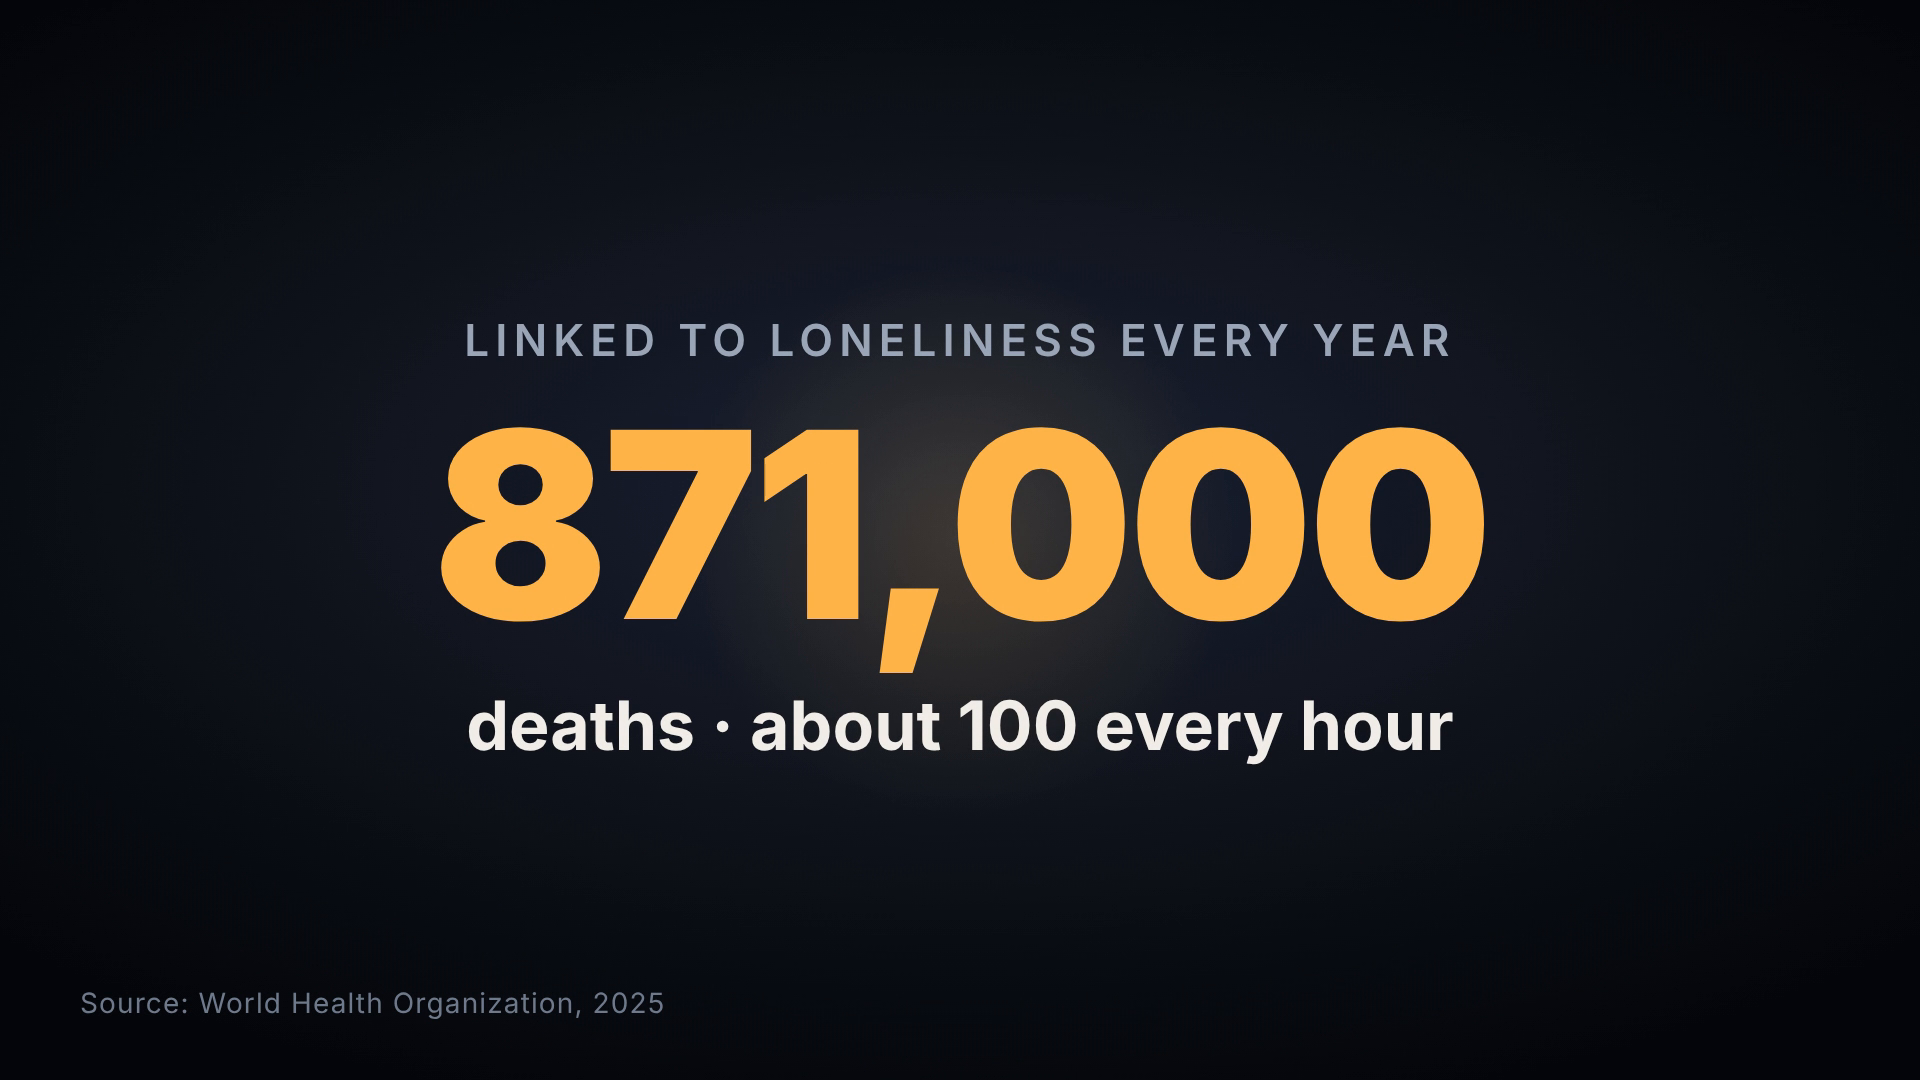 LINKED TO LONELINESS EVERY YEAR
871,000
deaths · about 100 every hour
Source: World Health Organization, 2025